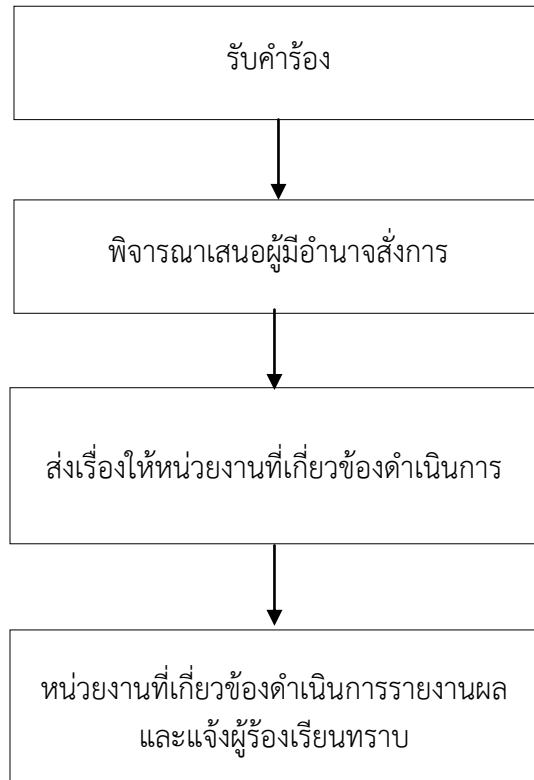 รับคำร้อง
พิจารณาเสนอผู้มีอำนาจสั่งการ
ส่งเรื่องให้หน่วยงานที่เกี่ยวข้องดำเนินการ
หน่วยงานที่เกี่ยวข้องดำเนินการรายงานผล
และแจ้งผู้ร้องเรียนทราบ